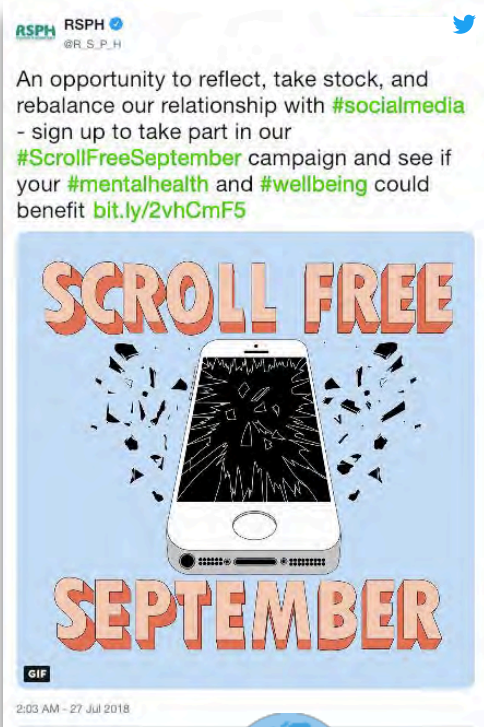 RSPH
RSPH
@R_S_P_H
An opportunity to reflect, take stock, and
rebalance our relationship with #socialmedia
- sign up to take part in our
#ScrollFreeSeptember campaign and see if
your #mentalhealth and #wellbeing could
benefit bit.ly/2vhCmF5
SCROLL FREE
SEPTEMBER
GIF
2:03 AM - 27 Jul 2018